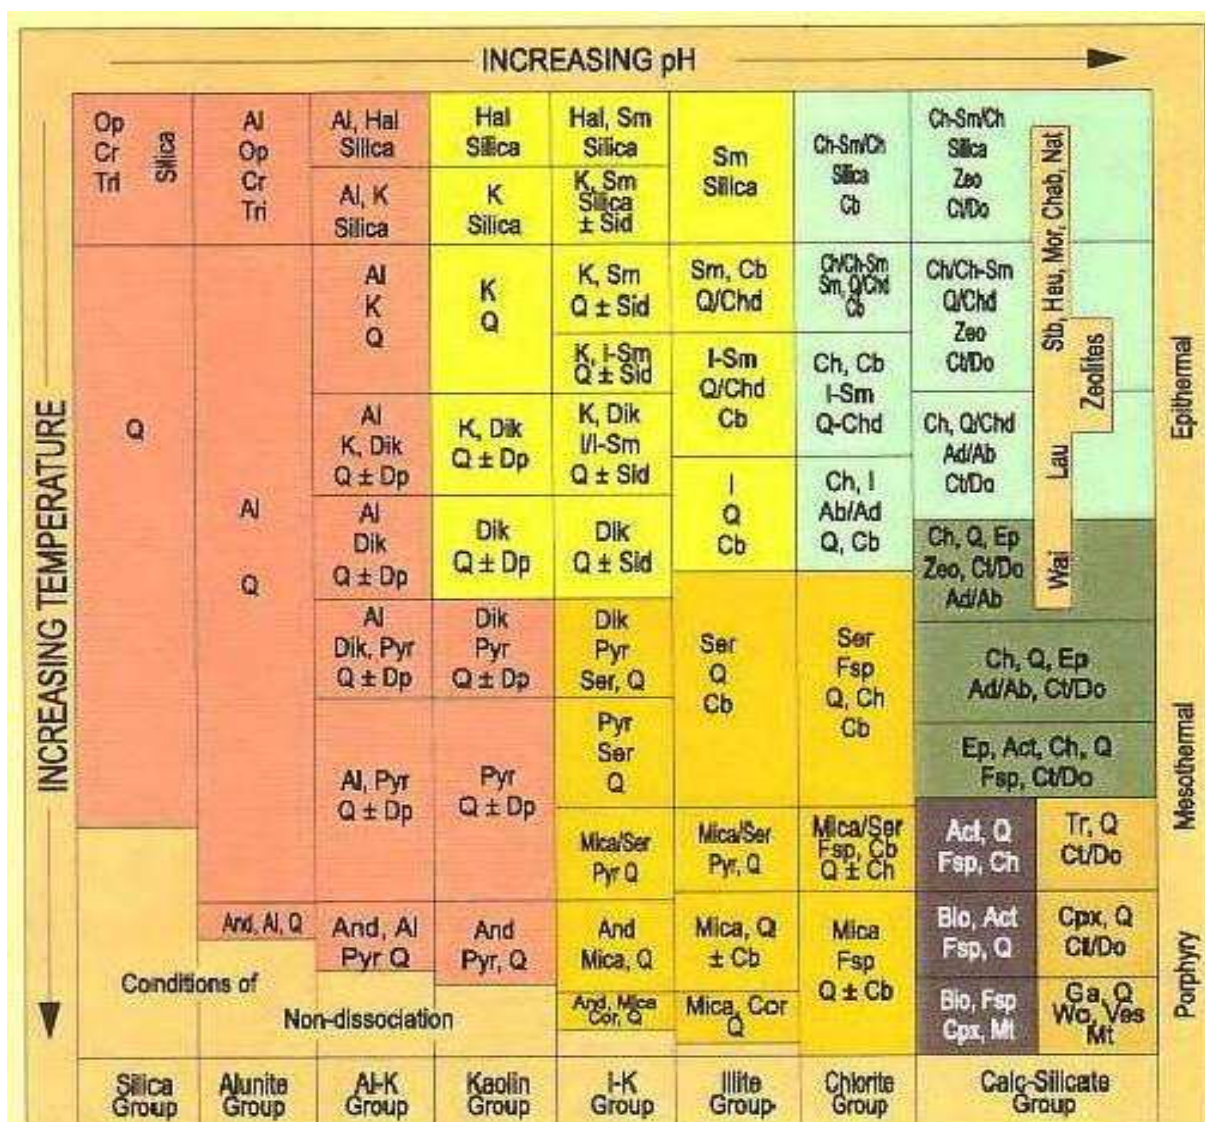 INCREASING pH
INCREASING TEMPERATURE
Op
Cr
Tri
Silica
Q
Al
Op
Cr
Tri
Al
Q
And, Al, Q
Al, Hal
Silica
Al, K
Silica
Al
K
Q
Al
K, Dik
Q ± Dp
Al
Dik
Q ± Dp
Al
Dik, Pyr
Q ± Dp
Al, Pyr
Q ± Dp
And, Al
Pyr Q
Hal
Silica
K
Silica
K
Q
K, Dik
Q ± Dp
Dik
Q ± Dp
Dik
Pyr
Q ± Dp
Pyr
Q ± Dp
And
Pyr, Q
Hal, Sm
Silica
K, Sm
Silica
± Sid
K, Sm
Q ± Sid
K, I-Sm
Q ± Sid
K, Dik
I/I-Sm
Q ± Sid
Dik
Q ± Sid
Dik
Pyr
Ser, Q
Pyr
Ser
Q
Mica/Ser
Pyr Q
And
Mica, Q
And, Mica
Cor, Q
Sm
Silica
Sm, Cb
Q/Chd
I-Sm
Q/Chd
Cb
I
Q
Cb
Ser
Q
Cb
Mica/Ser
Pyr, Q
Mica, Q
± Cb
Mica, Cor
Q
Ch-Sm/Ch
Silica
Cb
Ch/Ch-Sm
Sm, Q/Chd
Cb
Ch, Cb
I-Sm
Q-Chd
Ch, I
Ab/Ad
Q, Cb
Ser
Fsp
Q, Ch
Cb
Mica/Ser
Fsp, Cb
Q ± Ch
Mica
Fsp
Q ± Cb
Ch-Sm/Ch
Silica
Zeo
Ct/Do
Ch/Ch-Sm
Q/Chd
Zeo
Ct/Do
Ch, Q/Chd
Ad/Ab
Ct/Do
Ch, Q, Ep
Zeo, Ct/Do
Ad/Ab
Ch, Q, Ep
Ad/Ab, Ct/Do
Ep, Act, Ch, Q
Fsp, Ct/Do
Act, Q
Fsp, Ch
Tr, Q
Ct/Do
Bio, Act
Fsp, Q
Cpx, Q
Ct/Do
Bio, Fsp
Cpx, Mt
Ga, Q
Wo, Ves
Mt
Stb, Heu, Mor, Chab, Nat
Lau
Wai
Zeolites
Epithermal
Mesothermal
Porphyry
Conditions of
Non-dissociation
Silica
Group
Alunite
Group
Al-K
Group
Kaolin
Group
I-K
Group
Illite
Group
Chlorite
Group
Calc-Silicate
Group